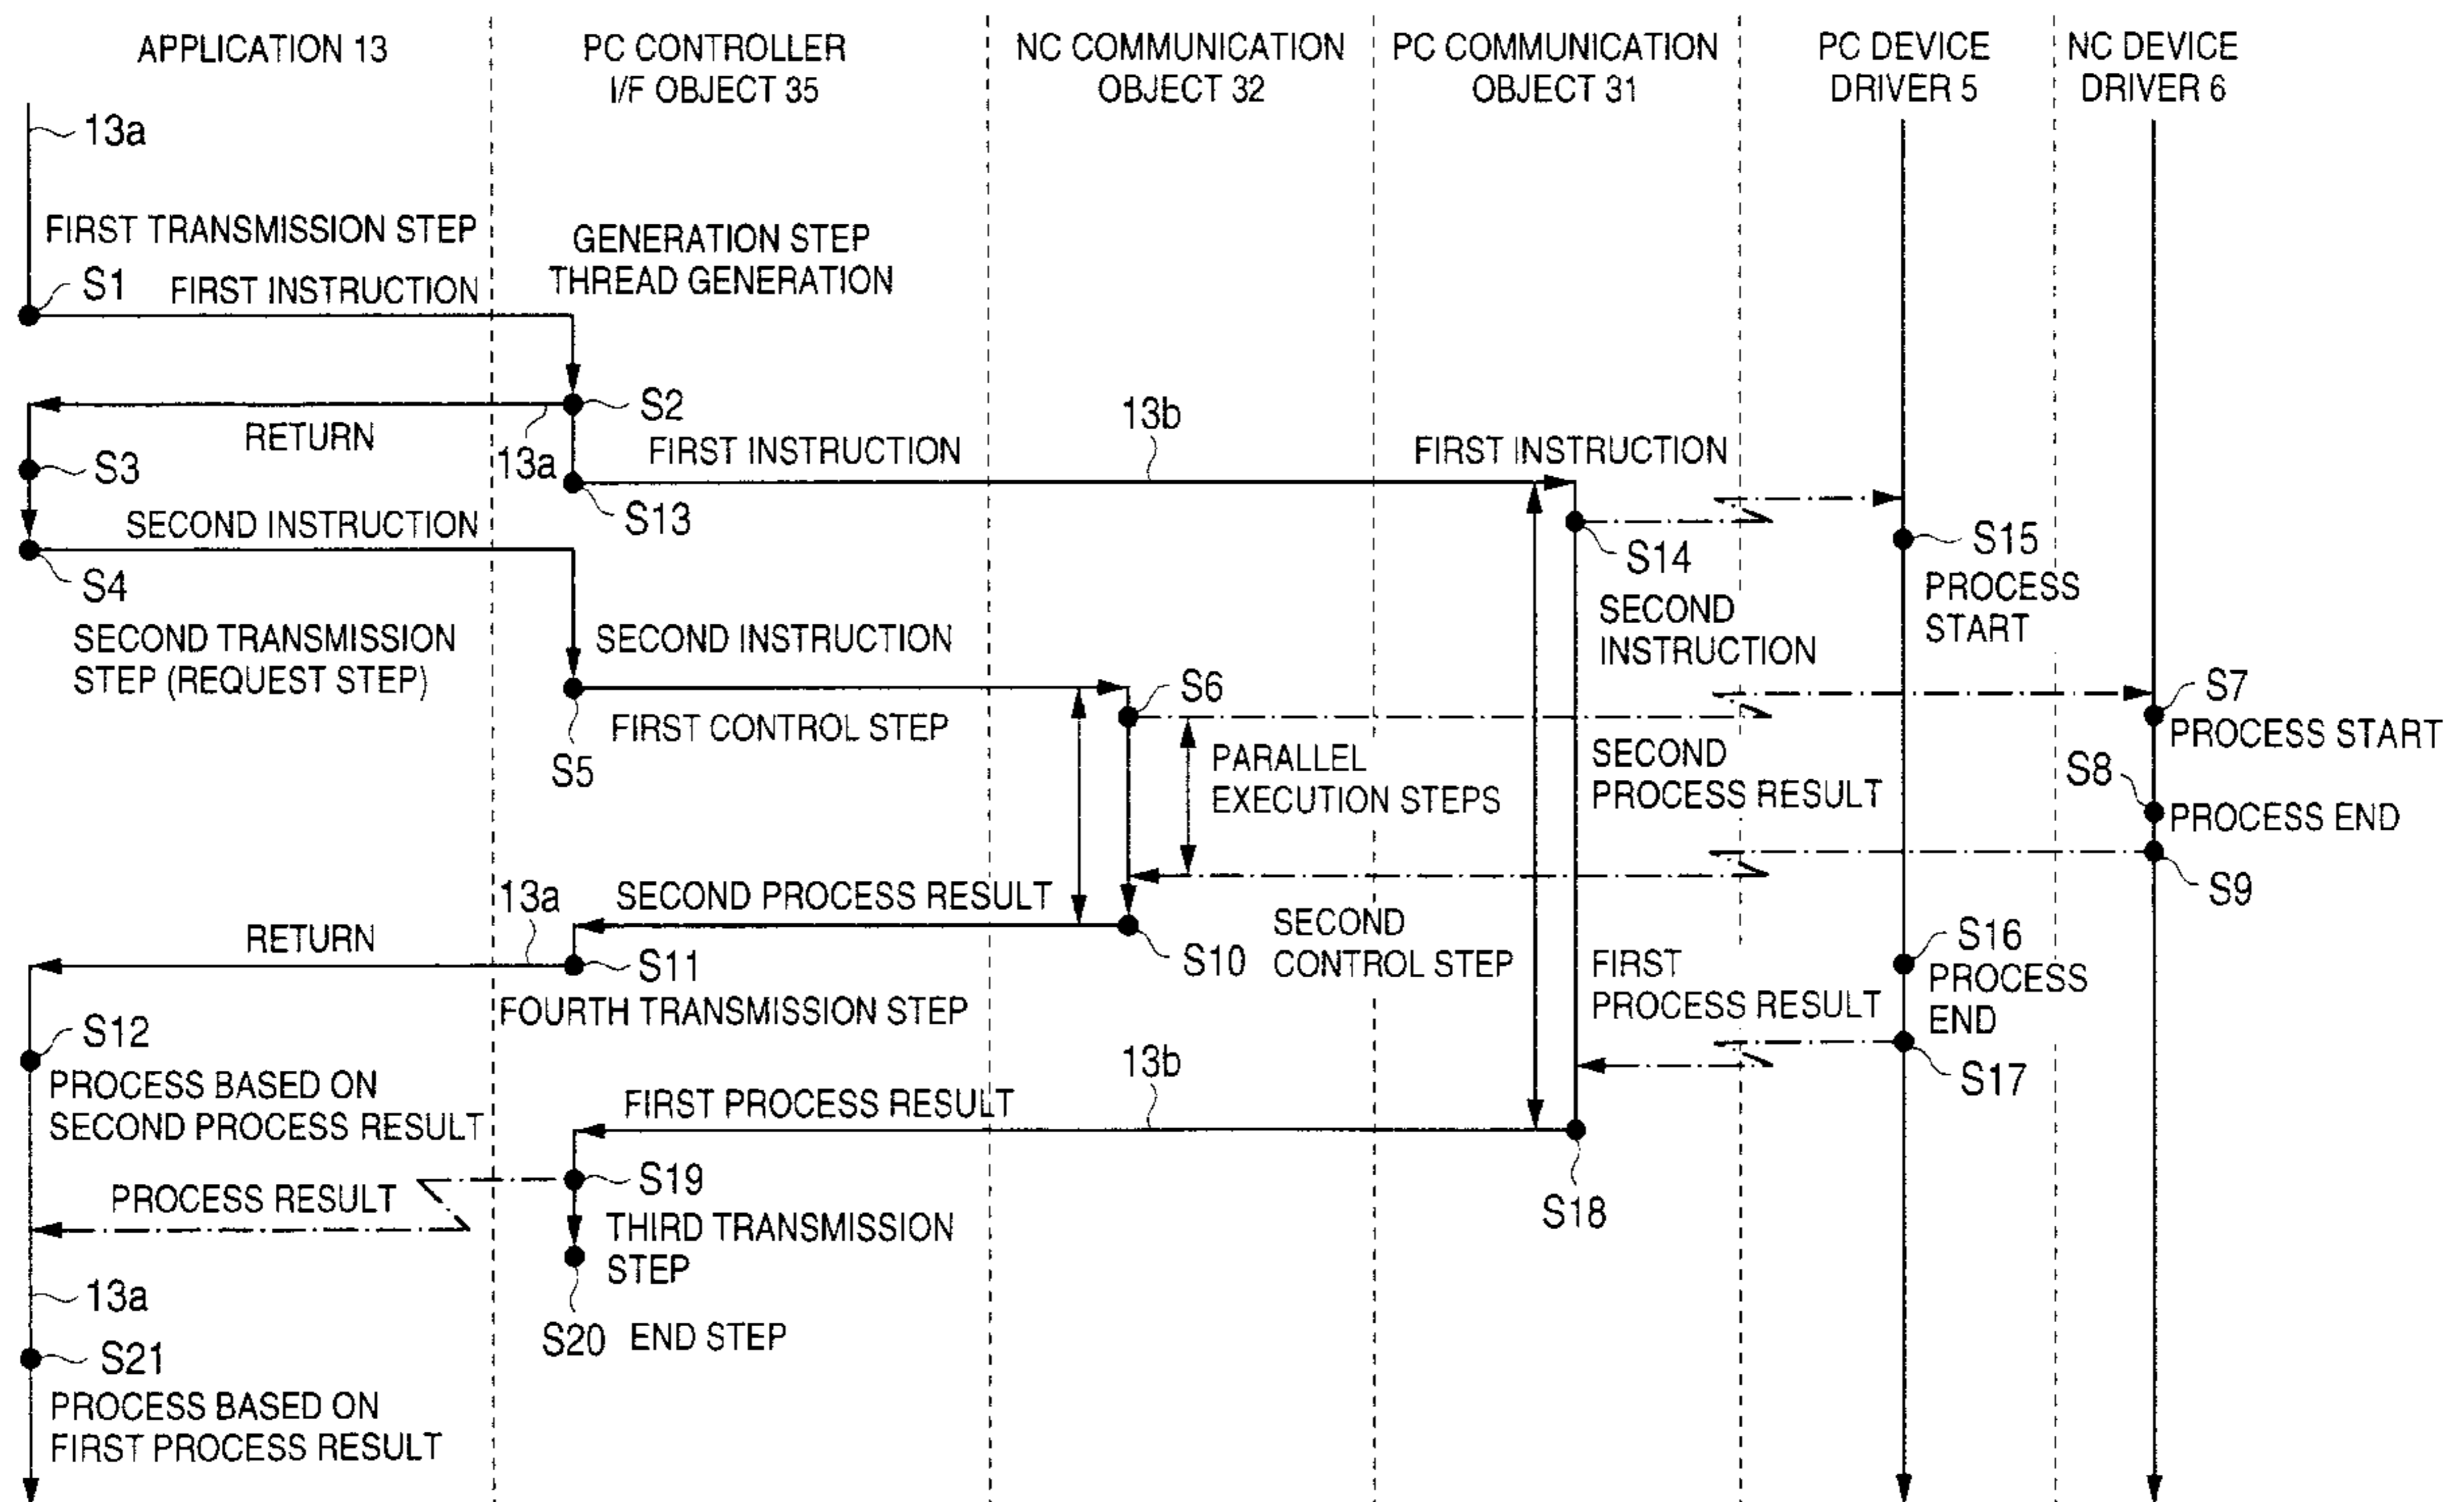 APPLICATION 13
PC CONTROLLER
I/F OBJECT 35
NC COMMUNICATION
OBJECT 32
PC COMMUNICATION
OBJECT 31
PC DEVICE
DRIVER 5
NC DEVICE
DRIVER 6
13a
FIRST TRANSMISSION STEP
GENERATION STEP
THREAD GENERATION
S1
FIRST INSTRUCTION
S2
RETURN
13a
S3
FIRST INSTRUCTION
13b
FIRST INSTRUCTION
S13
SECOND INSTRUCTION
S4
S14
S15
PROCESS
START
SECOND
INSTRUCTION
SECOND TRANSMISSION
STEP (REQUEST STEP)
SECOND INSTRUCTION
S6
S7
PROCESS START
FIRST CONTROL STEP
S5
PARALLEL
EXECUTION STEPS
SECOND
PROCESS RESULT
S8
PROCESS END
S9
13a
SECOND PROCESS RESULT
RETURN
S11
S10
SECOND
CONTROL STEP
FIRST
PROCESS RESULT
S16
PROCESS
END
FOURTH TRANSMISSION STEP
S12
PROCESS BASED ON
SECOND PROCESS RESULT
13b
S17
FIRST PROCESS RESULT
PROCESS RESULT
S19
S18
THIRD TRANSMISSION
STEP
13a
S20
END STEP
S21
PROCESS BASED ON
FIRST PROCESS RESULT